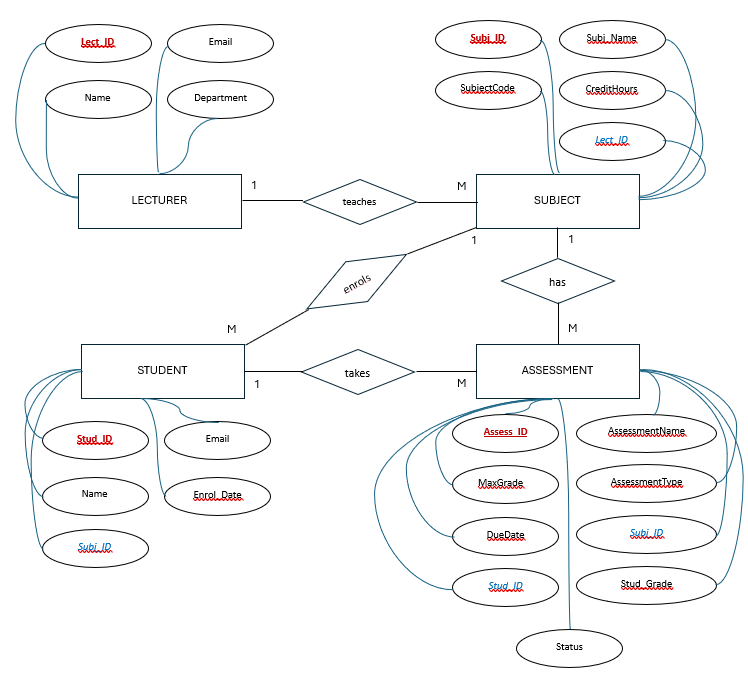 Lect_ID
Email
Name
Department
Subj_ID
Subj_Name
SubjectCode
CreditHours
Lect_ID
LECTURER
1
teaches
M
SUBJECT
1
1
enrols
has
M
M
STUDENT
1
takes
M
ASSESSMENT
Stud_ID
Email
Name
Enrol_Date
Subj_ID
Assess_ID
AssessmentName
MaxGrade
AssessmentType
DueDate
Subj_ID
Stud_ID
Stud_Grade
Status